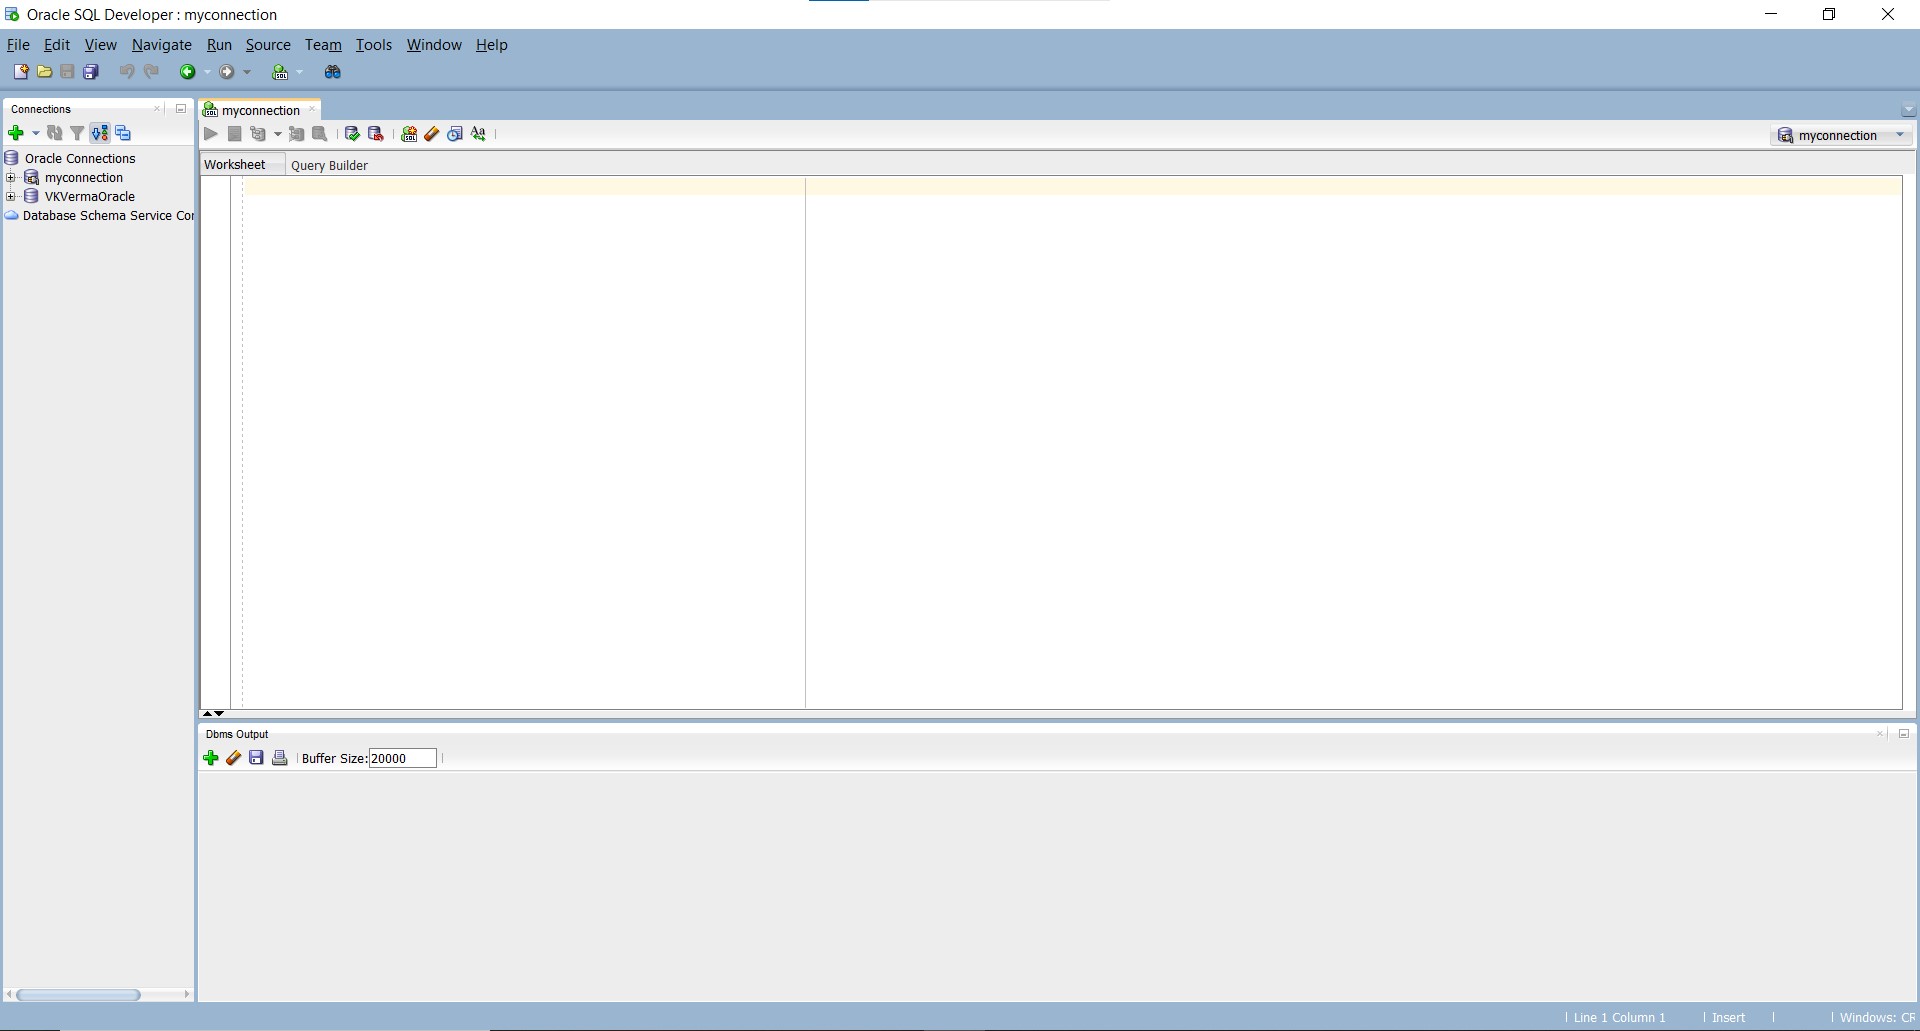 Oracle SQL Developer : myconnection
File Edit View Navigate Run Source Team Tools Window Help
Connections
myconnection
myconnection
Oracle Connections
myconnection
VKVermaOracle
Database Schema Service Con
Worksheet Query Builder
Dbms Output
Buffer Size: 20000
Line 1 Column 1 Insert Windows: CR